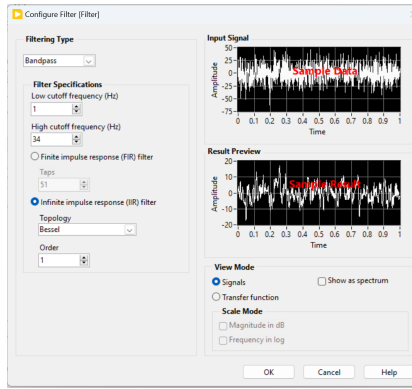 Configure Filter [Filter]
Filtering Type
Bandpass
Filter Specifications
Low cutoff frequency (Hz)
1
High cutoff frequency (Hz)
34
Finite impulse response (FIR) filter
Taps
51
Infinite impulse response (IIR) filter
Topology
Bessel
Order
1
Input Signal
Amplitude
50
25
0
-25
-50
-75
Sample Data
0 0.1 0.2 0.3 0.4 0.5 0.6 0.7 0.8 0.9 1
Time
Result Preview
Amplitude
20
10
0
-10
-20
Sample Result
0 0.1 0.2 0.3 0.4 0.5 0.6 0.7 0.8 0.9 1
Time
View Mode
Signals
Show as spectrum
Transfer function
Scale Mode
Magnitude in dB
Frequency in log
OK Cancel Help